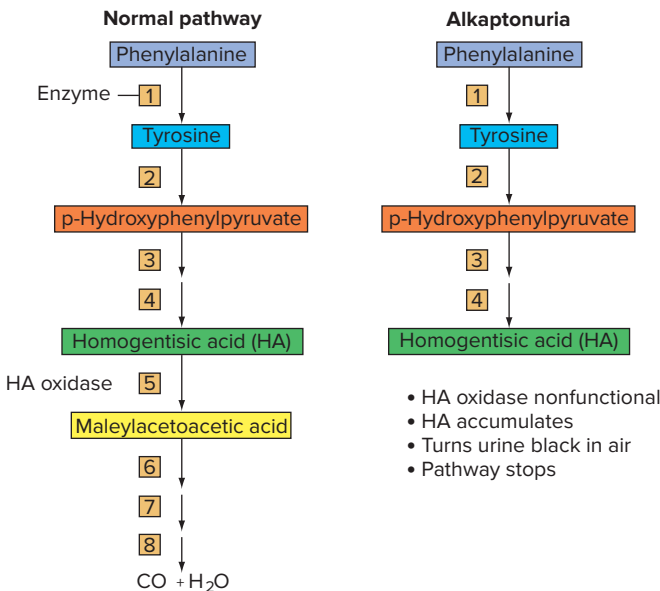 Normal pathway
Phenylalanine
Enzyme
1
Tyrosine
2
p-Hydroxyphenylpyruvate
3
4
Homogentisic acid (HA)
HA oxidase
5
Maleylacetoacetic acid
6
7
8
CO + H2O
Alkaptonuria
Phenylalanine
1
Tyrosine
2
p-Hydroxyphenylpyruvate
3
4
Homogentisic acid (HA)
• HA oxidase nonfunctional
• HA accumulates
• Turns urine black in air
• Pathway stops